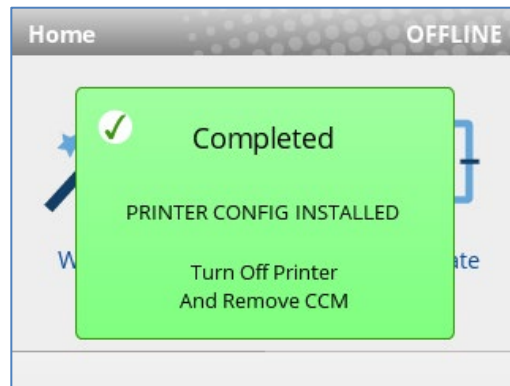 Home OFFLINE
Completed
PRINTER CONFIG INSTALLED
Turn Off Printer
And Remove CCM